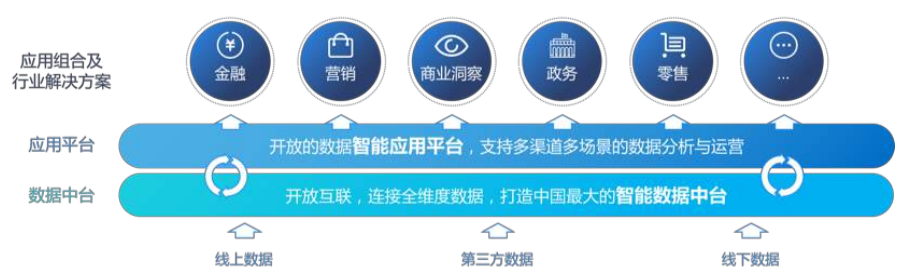 应用组合及
行业解决方案
金融
营销
商业洞察
政务
零售
...
应用平台
开放的数据智能应用平台，支持多渠道多场景的数据分析与运营
数据中台
开放互联，连接全维度数据，打造中国最大的智能数据中台
线上数据
第三方数据
线下数据